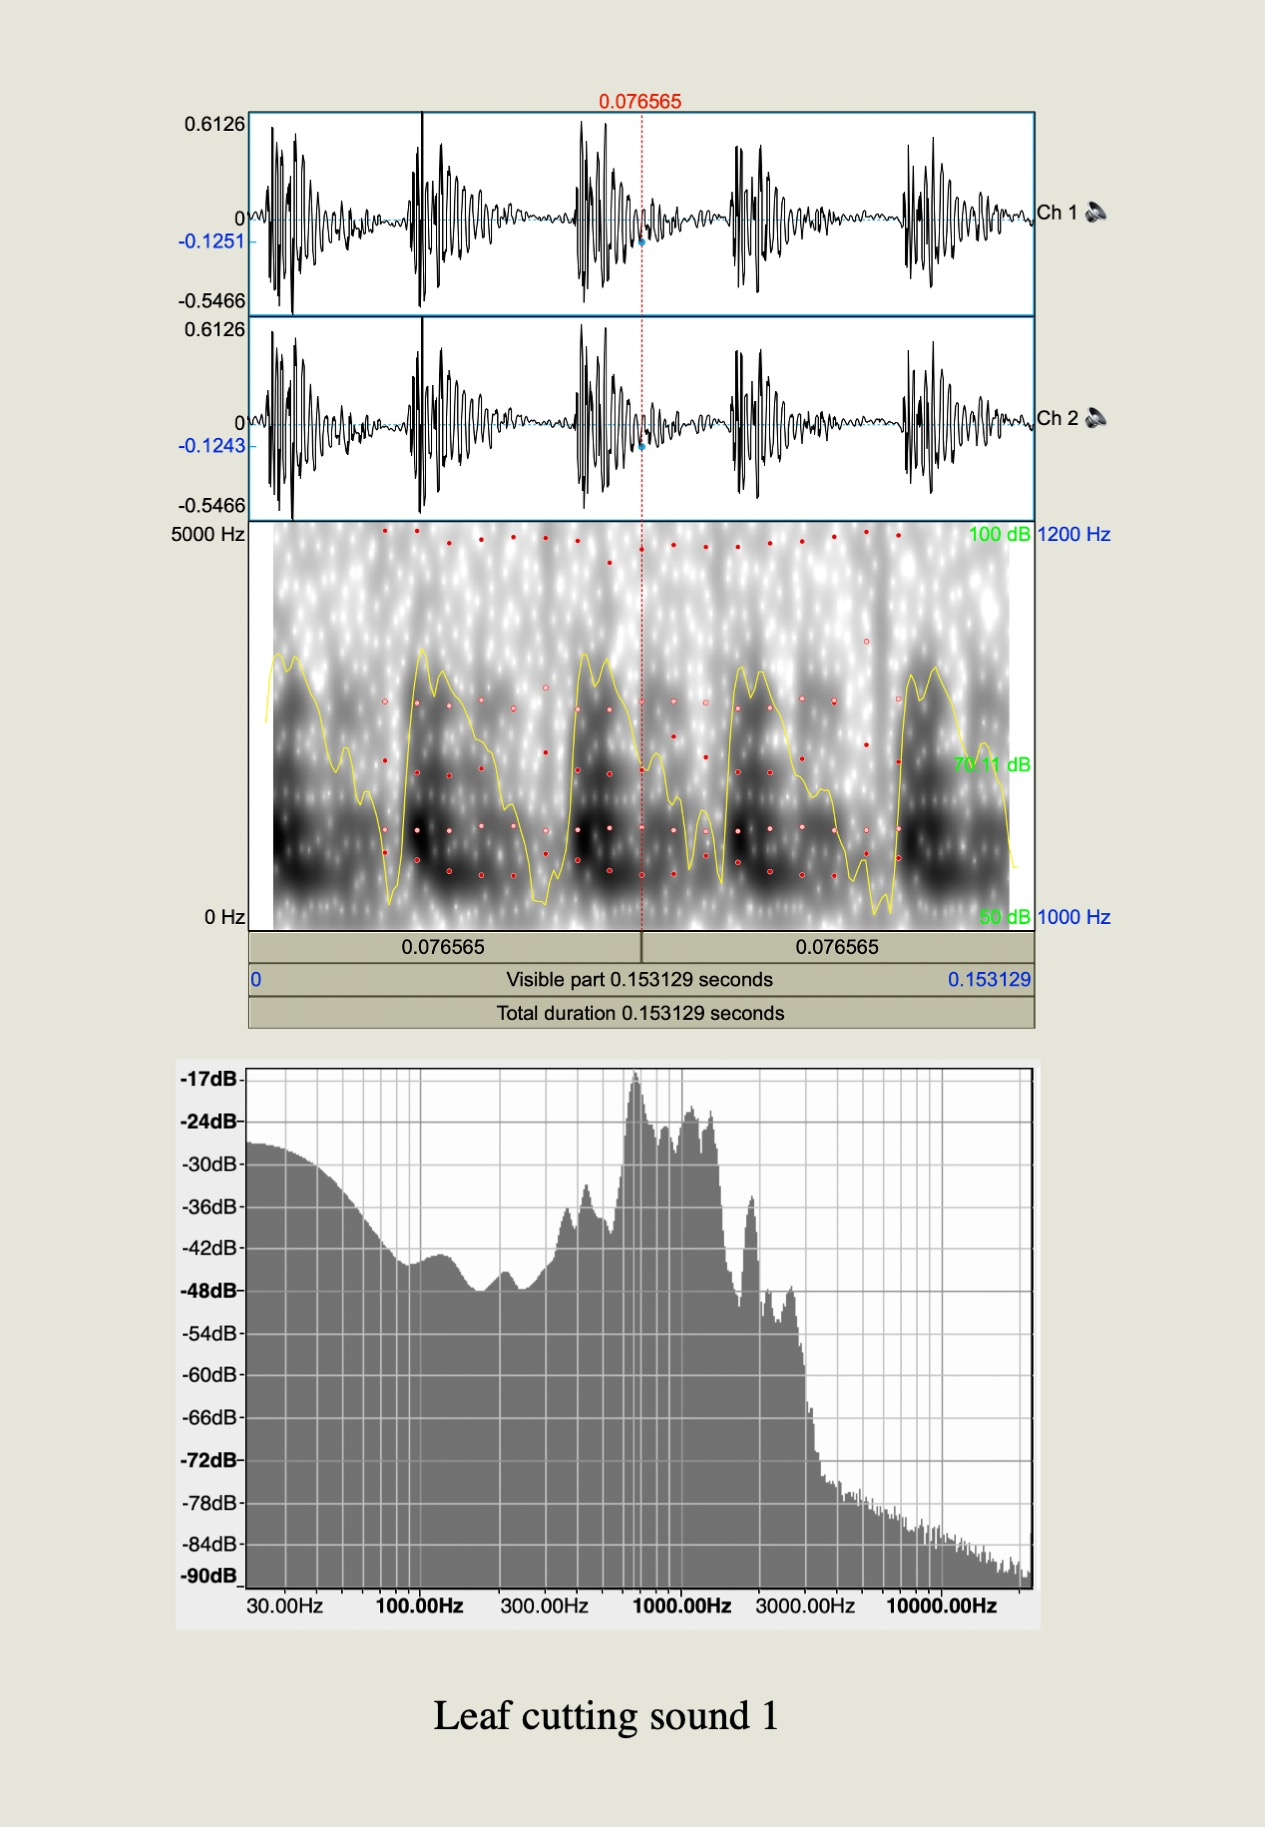 0.076565
0.6126
0
-0.1251
-0.5466
Ch 1
0.6126
0
-0.1243
-0.5466
Ch 2
5000 Hz
100 dB
1200 Hz
70.11 dB
0 Hz
50 dB
1000 Hz
0.076565
0.076565
0
Visible part 0.153129 seconds
0.153129
Total duration 0.153129 seconds
-17dB
-24dB
-30dB
-36dB
-42dB
-48dB
-54dB
-60dB
-66dB
-72dB
-78dB
-84dB
-90dB
30.00Hz 100.00Hz 300.00Hz 1000.00Hz 3000.00Hz 10000.00Hz
Leaf cutting sound 1